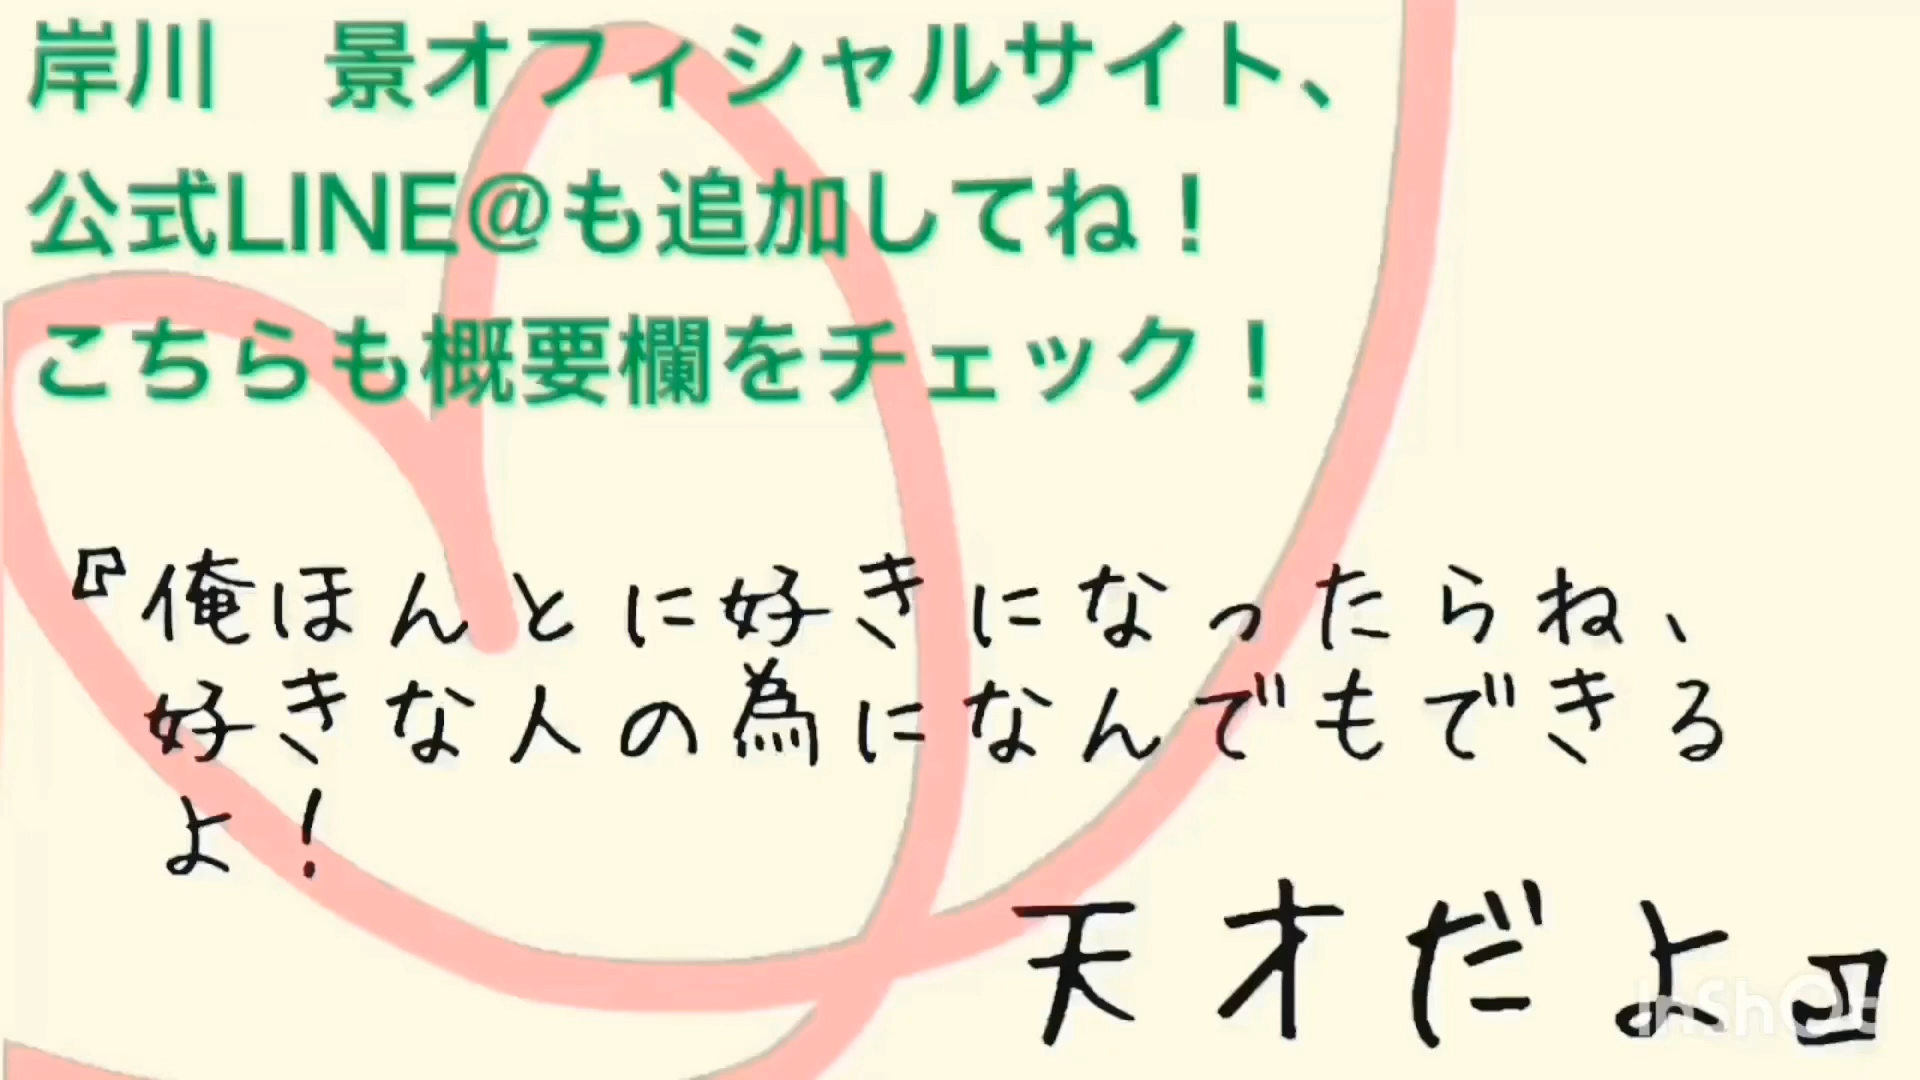 岸川　景オフィシャルサイト、
公式LINE@も追加してね！
こちらも概要欄をチェック！
『俺ほんとに好きになったらね、
好きな人の為になんでもできる
よ！
天才だよ』
InShOt